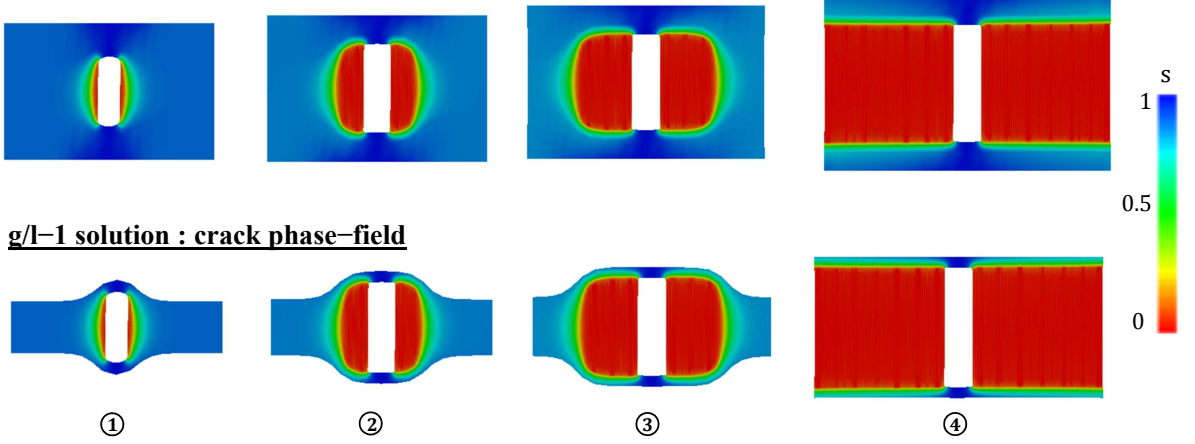 s
1
0.5
0
g/l−1 solution : crack phase−field
① ② ③ ④